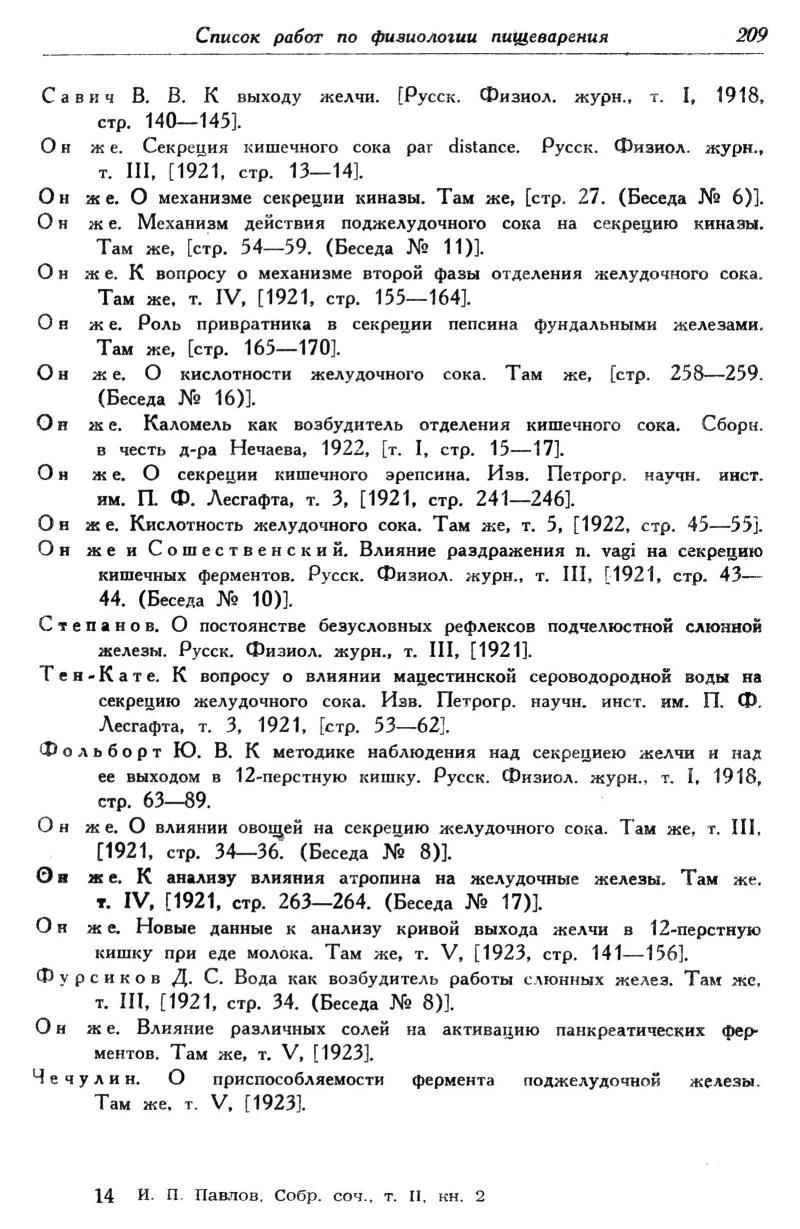 Список работ по физиологии пищеварения 209
Савич В. В. К выходу желчи. [Русск. Физиол. журн., т. I, 1918,
стр. 140—145].
Он же. Секреция кишечного сока par distance. Русск. Физиол. журн.,
т. III, [1921, стр. 13—14].
Он же. О механизме секреции киназы. Там же, [стр. 27. (Беседа № 6)].
Он же. Механизм действия поджелудочного сока на секрецию киназы.
Там же, [стр. 54—59. (Беседа № 11)].
Он же. К вопросу о механизме второй фазы отделения желудочного сока.
Там же, т. IV, [1921, стр. 155—164].
Он же. Роль привратника в секреции пепсина фундальными железами.
Там же, [стр. 165—170].
Он же. О кислотности желудочного сока. Там же, [стр. 258—259.
(Беседа № 16)].
Он же. Каломель как возбудитель отделения кишечного сока. Сборн.
в честь д-ра Нечаева, 1922, [т. I, стр. 15—17].
Он же. О секреции кишечного эрепсина. Изв. Петрогр. научн. инст.
им. П. Ф. Лесгафта, т. 3, [1921, стр. 241—246].
Он же. Кислотность желудочного сока. Там же, т. 5, [1922, стр. 45—55].
Он же и Сошественский. Влияние раздражения n. vagi на секрецию
кишечных ферментов. Русск. Физиол. журн., т. III, [1921, стр. 43—
44. (Беседа № 10)].
Степанов. О постоянстве безусловных рефлексов подчелюстной слюнной
железы. Русск. Физиол. журн., т. III, [1921].
Тен-Кате. К вопросу о влиянии мацестинской сероводородной воды на
секрецию желудочного сока. Изв. Петрогр. научн. инст. им. П. Ф.
Лесгафта, т. 3, 1921, [стр. 53—62].
Фольборт Ю. В. К методике наблюдения над секрециею желчи и над
ее выходом в 12-перстную кишку. Русск. Физиол. журн., т. I, 1918,
стр. 63—89.
Он же. О влиянии овощей на секрецию желудочного сока. Там же, т. III,
[1921, стр. 34—36. (Беседа № 8)].
Он же. К анализу влияния атропина на желудочные железы. Там же.
т. IV, [1921, стр. 263—264. (Беседа № 17)].
Он же. Новые данные к анализу кривой выхода желчи в 12-перстную
кишку при еде молока. Там же, т. V, [1923, стр. 141—156].
Фурсиков Д. С. Вода как возбудитель работы слюнных желез. Там же,
т. III, [1921, стр. 34. (Беседа № 8)].
Он же. Влияние различных солей на активацию панкреатических фер-
ментов. Там же, т. V, [1923].
Чечулин. О приспособляемости фермента поджелудочной железы.
Там же, т. V, [1923].
14 И. П. Павлов, Собр. соч., т. II, кн. 2